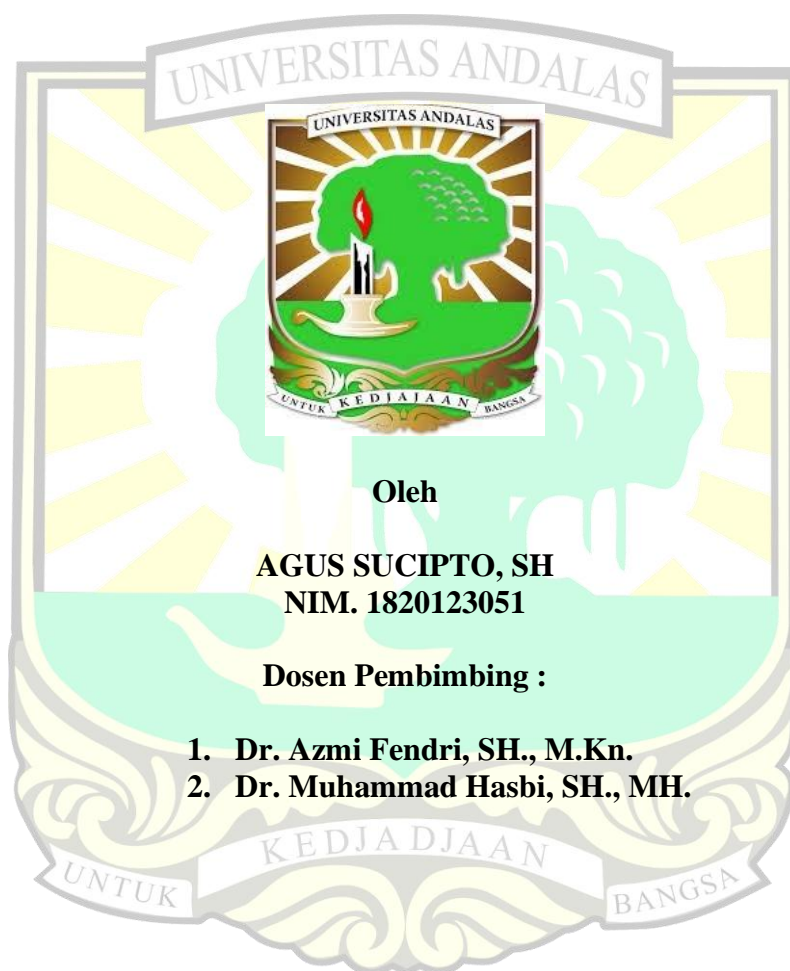 UNIVERSITAS ANDALAS
UNIVERSITAS ANDALAS
UNTUK KEDJAJAAN BANGSA
Oleh
AGUS SUCIPTO, SH
NIM. 1820123051
Dosen Pembimbing :
1. Dr. Azmi Fendri, SH., M.Kn.
2. Dr. Muhammad Hasbi, SH., MH.
UNTUK KEDJADJAAN BANGSA